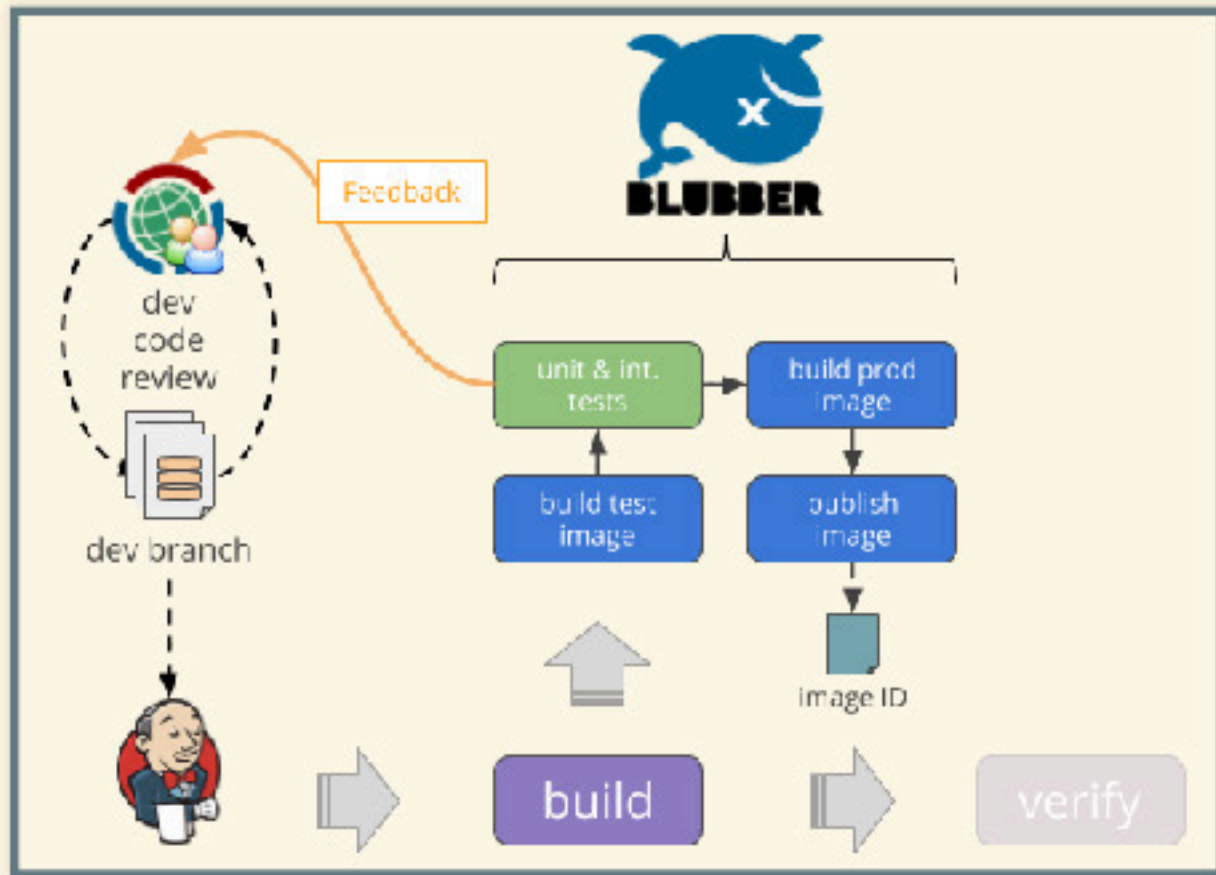 BLUBBER
Feedback
dev
code
review
dev branch
unit & int.
tests
build prod
image
build test
image
publish
image
image ID
build
verify